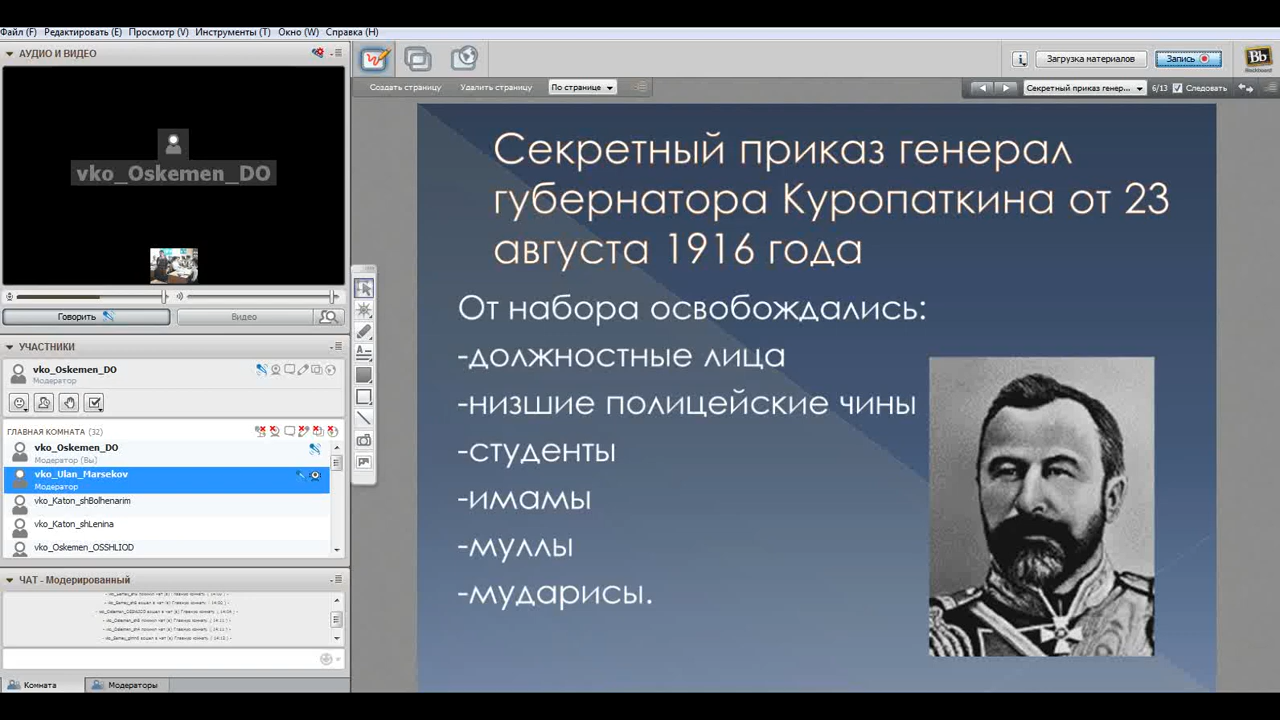 Файл (F) Редактировать (E) Просмотр (V) Инструменты (T) Окно (W) Справка (H)
АУДИО И ВИДЕО
vko_Oskemen_DO
Говорить
Видео
УЧАСТНИКИ
vko_Oskemen_DO
Модератор
ГЛАВНАЯ КОМНАТА (32)
vko_Oskemen_DO
Модератор (Вы)
vko_Ulan_Marsekov
Модератор
vko_Katon_shBolhenarim
vko_Katon_shLenina
vko_Oskemen_OSSHLIOD
ЧАТ - Модерированный
Комната Модераторы
Загрузка материалов Запись Bb
Создать страницу Удалить страницу По странице
Секретный приказ генер... 6/13 Следовать
Секретный приказ генерал
губернатора Куропаткина от 23
августа 1916 года
От набора освобождались:
-должностные лица
-низшие полицейские чины
-студенты
-имамы
-муллы
-мударисы.